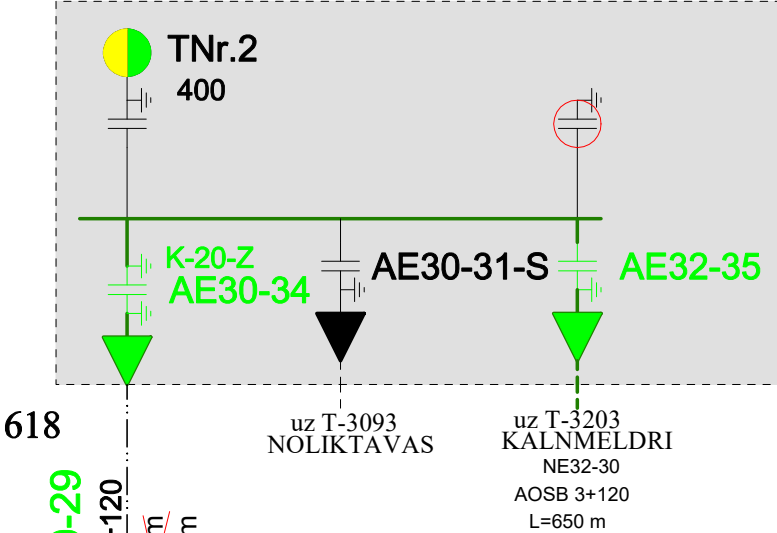 TNr.2
400
K-20-Z
AE30-34
AE30-31-S
AE32-35
618
uz T-3093
NOLIKTAVAS
uz T-3203
KALNMELDRI
NE32-30
AOSB 3+120
L=650 m
-29
-120
m
m